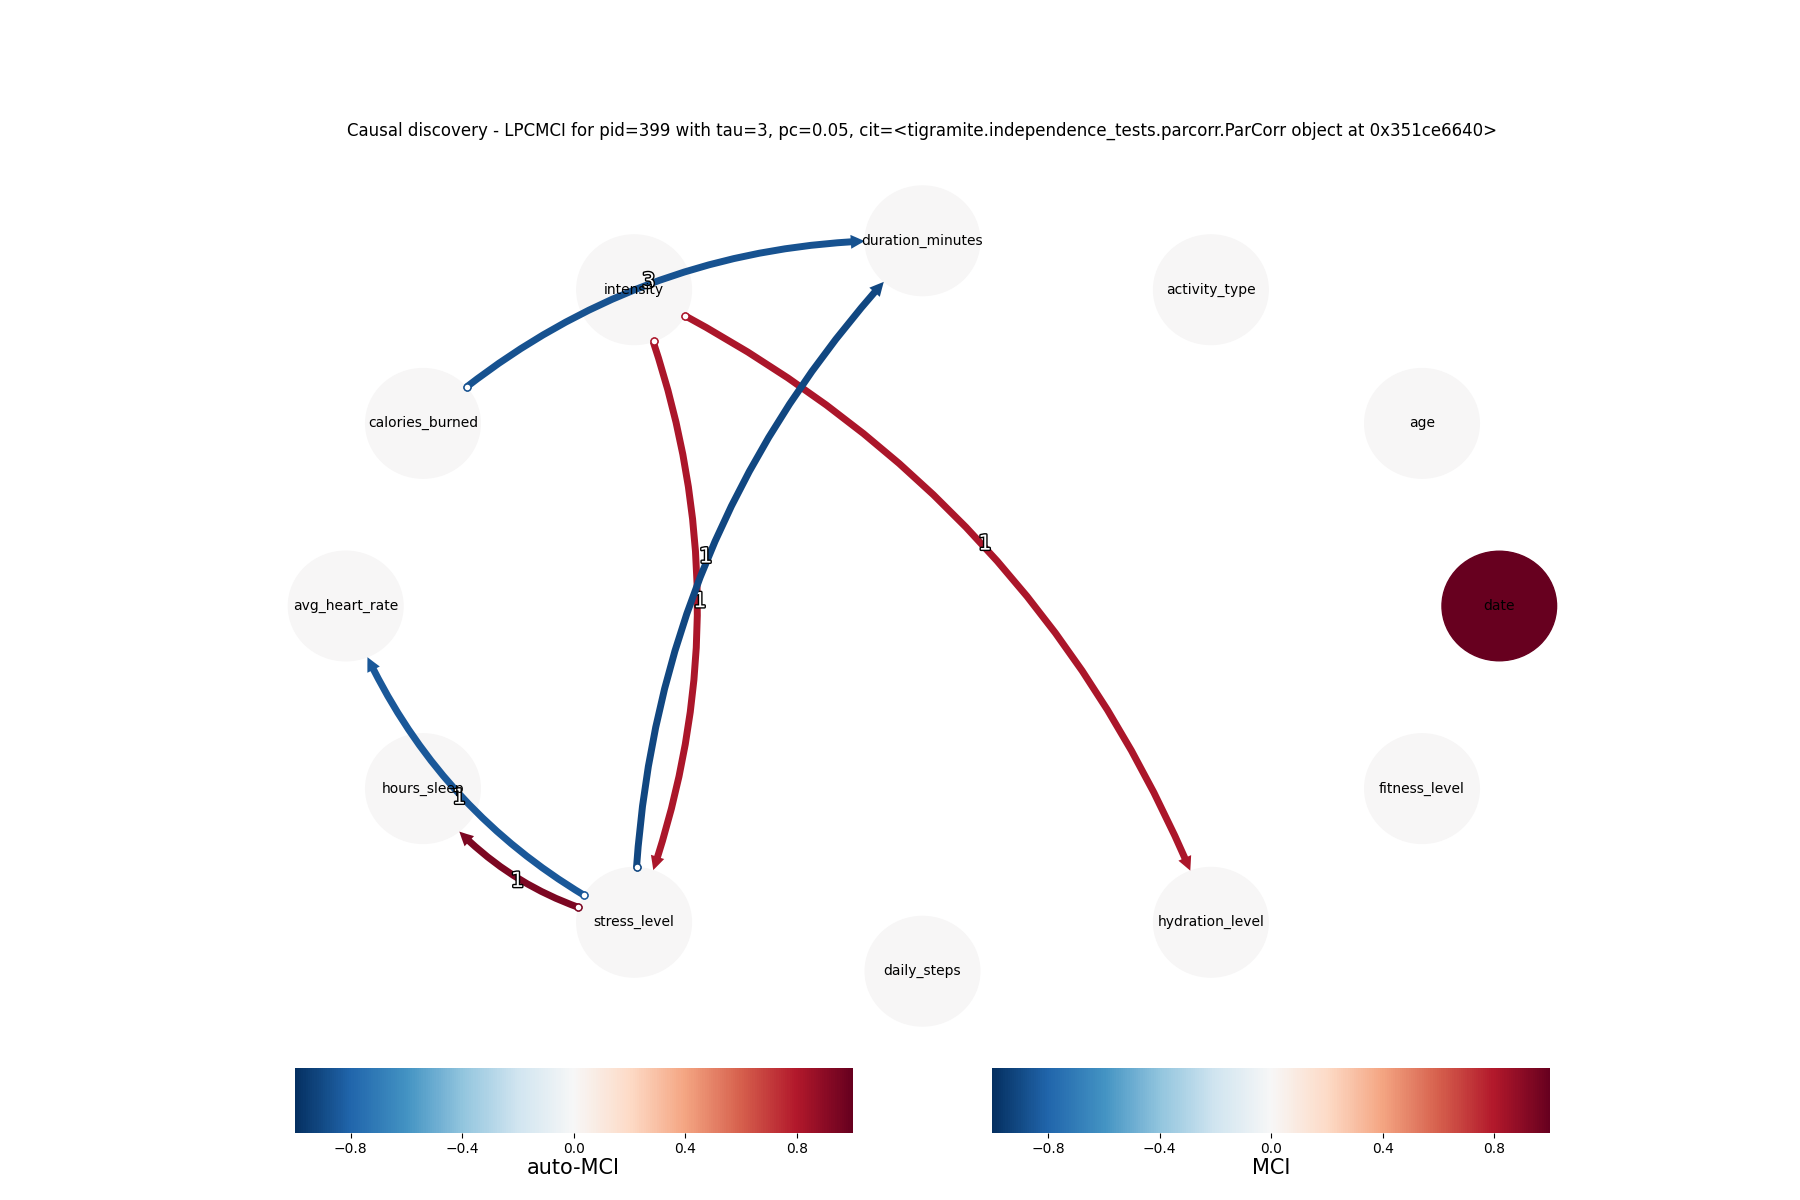 Causal discovery - LPCMCI for pid=399 with tau=3, pc=0.05, cit=<tigramite.independence_tests.parcorr.ParCorr object at 0x351ce6640>
duration_minutes
3
intensity
activity_type
calories_burned
age
1
1
1
avg_heart_rate
date
hours_sleep
1
fitness_level
1
stress_level
hydration_level
daily_steps
−0.8 −0.4 0.0 0.4 0.8
auto-MCI
−0.8 −0.4 0.0 0.4 0.8
MCI